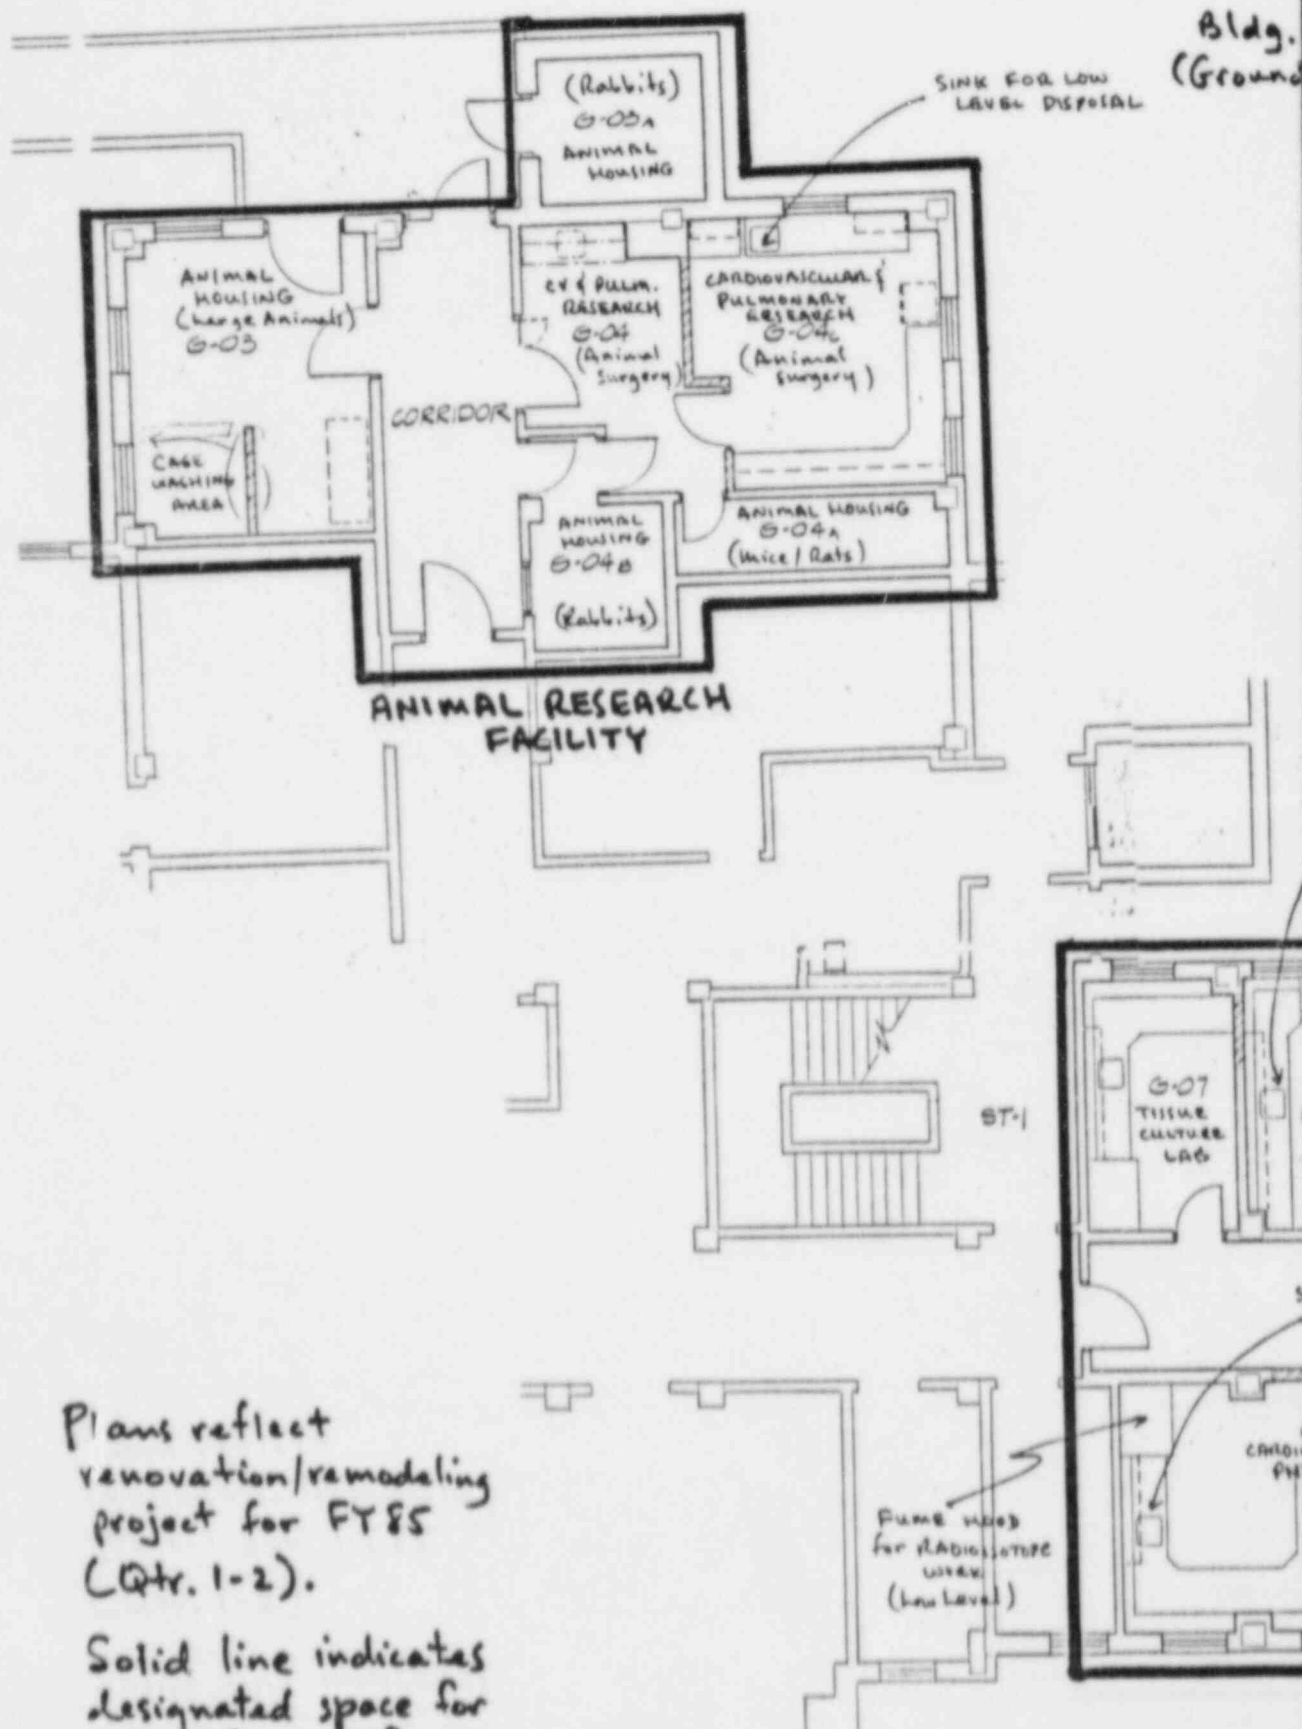 Bldg.
(Ground
SINK FOR LOW
LEVEL DISPOSAL
(Rabbits)
G-03A
ANIMAL
HOUSING
ANIMAL
HOUSING
(Large Animals)
G-03
CV & PULM.
RESEARCH
G-04
(Animal
Surgery)
CARDIOVASCULAR &
PULMONARY
RESEARCH
G-04C
(Animal
Surgery)
CORRIDOR
CAGE
WASHING
AREA
ANIMAL
HOUSING
G-04B
(Rabbits)
ANIMAL HOUSING
G-04A
(Mice / Rats)
ANIMAL RESEARCH
FACILITY
ST-1
G-07
TISSUE
CULTURE
LAB
S
CARDI
PH
FUME HOOD
for RADIOISOTOPE
WORK
(Low Level)
Plans reflect
renovation/remodeling
project for FY85
(Qtr. 1-2).
Solid line indicates
designated space for